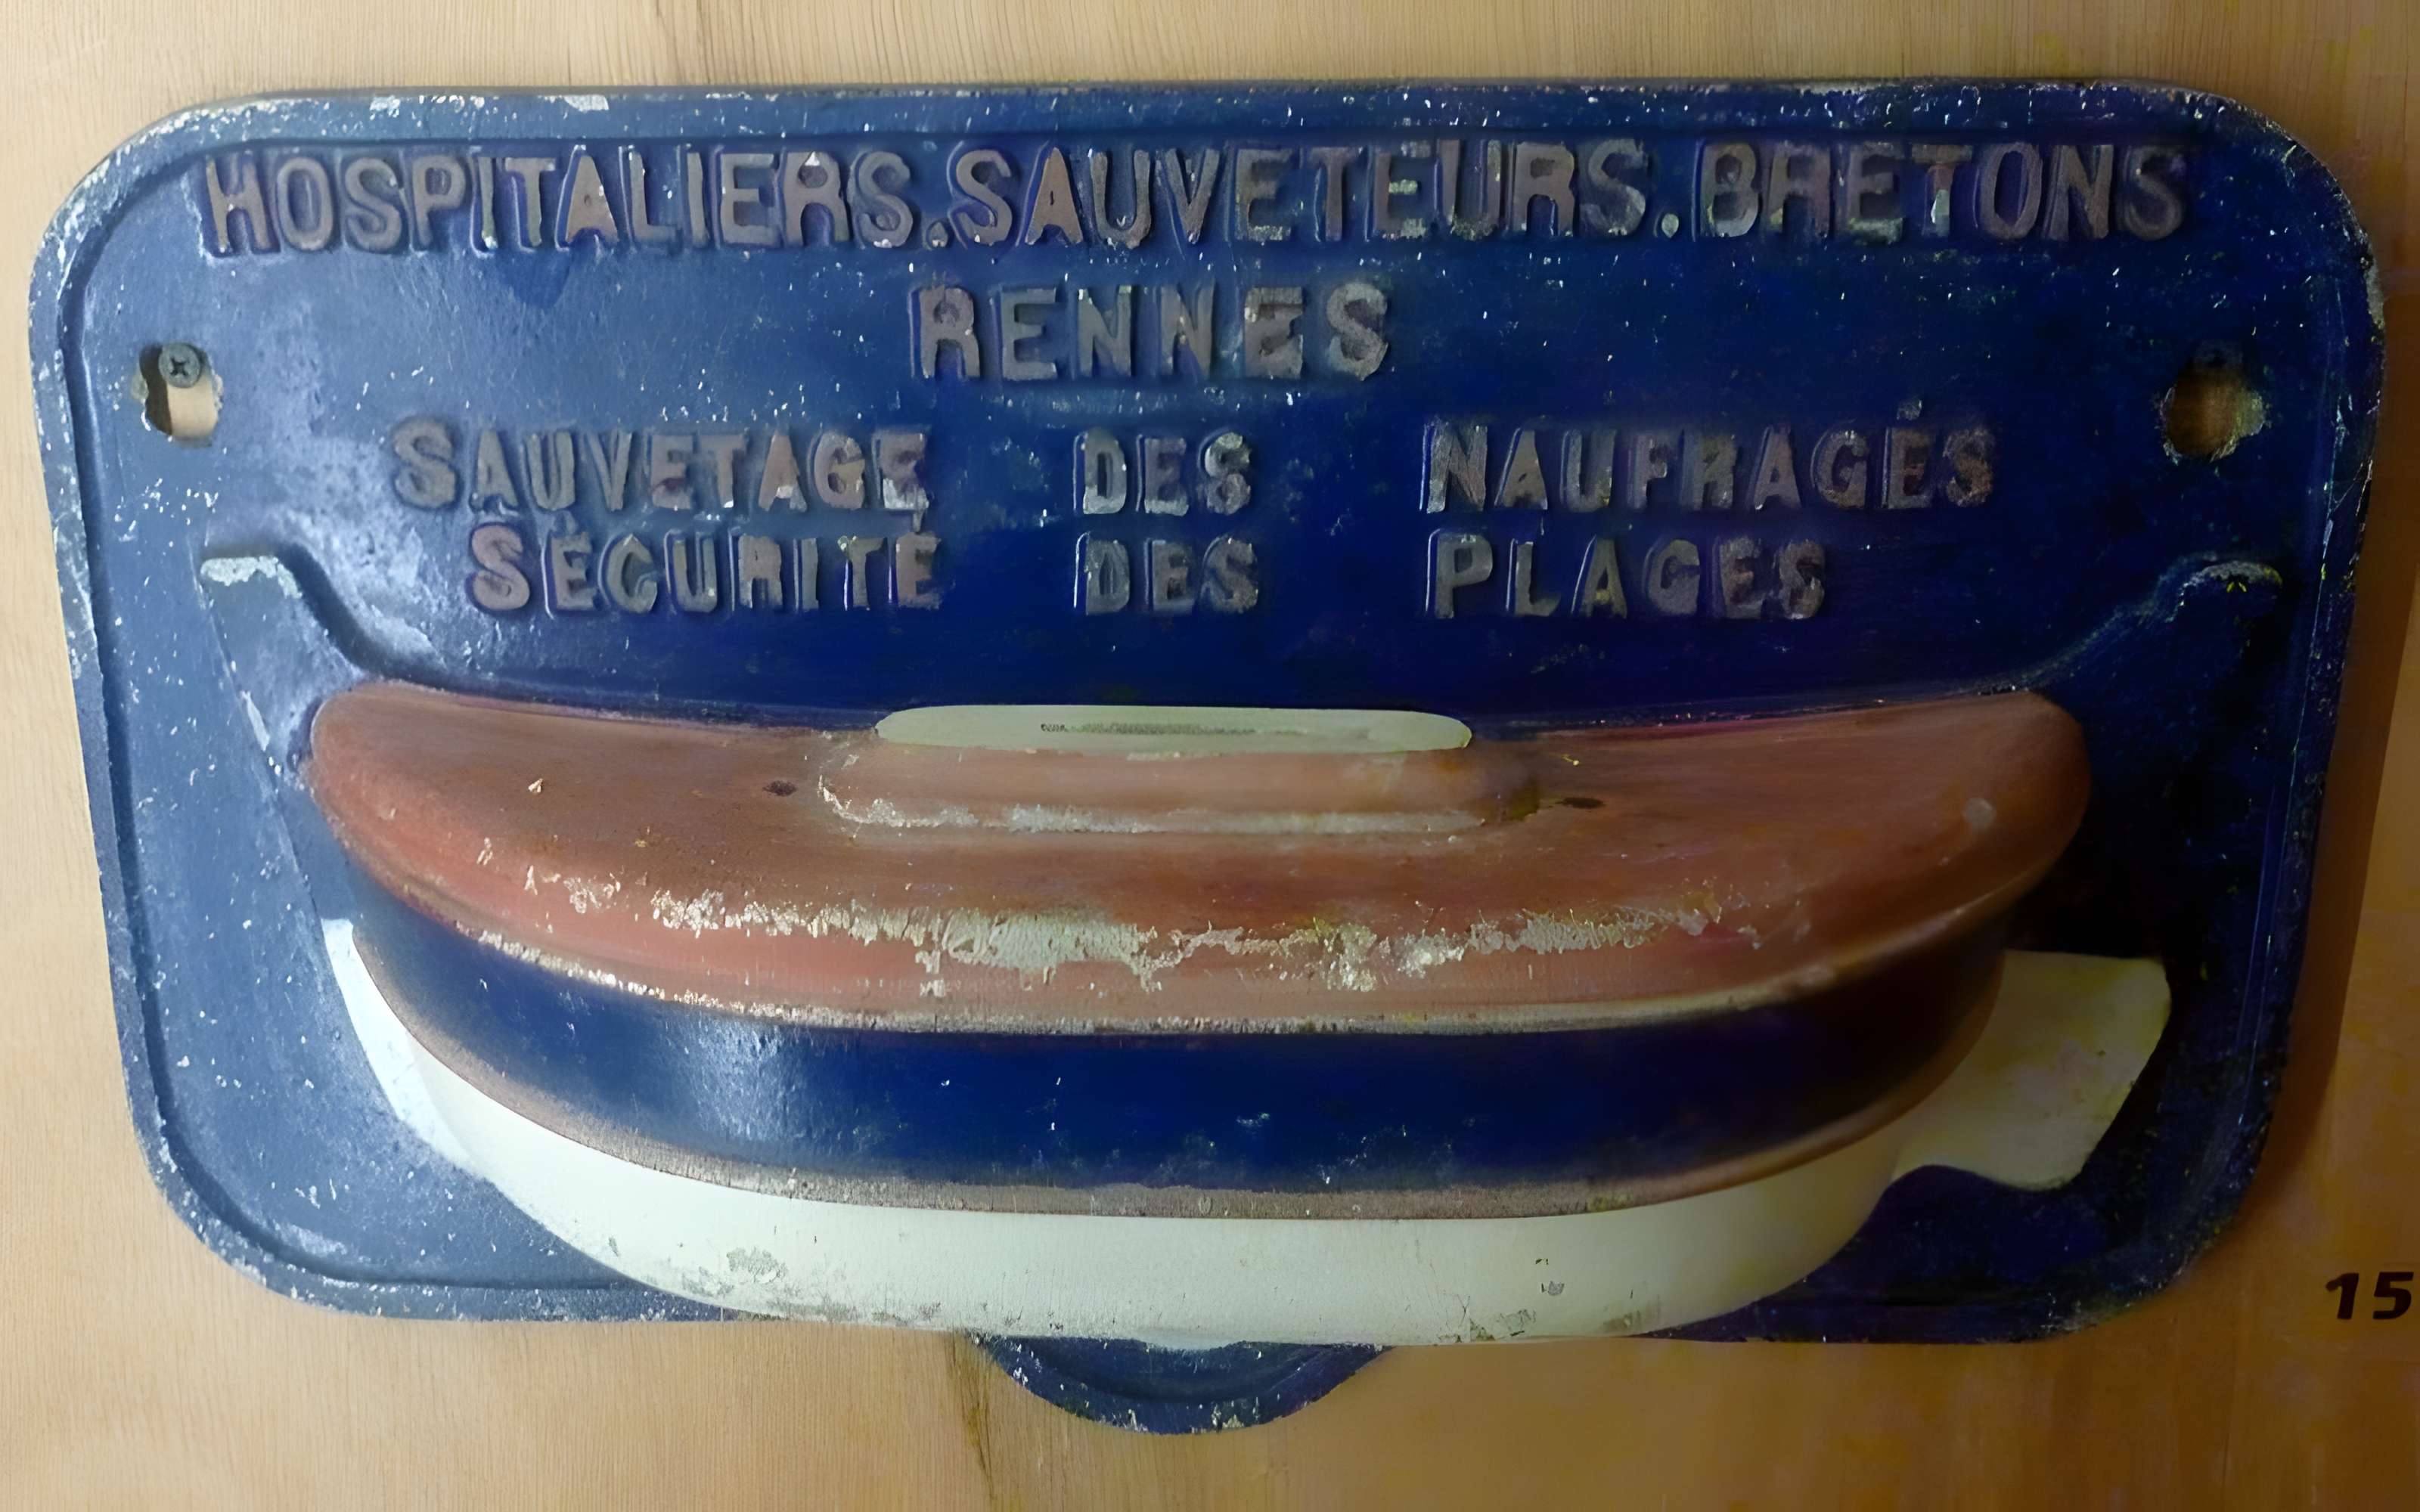 HOSPITALIERS.SAUVETEURS.BRETONS
RENNES
SAUVETAGE DES NAUFRAGÉS
SÉCURITÉ DES PLAGES
15